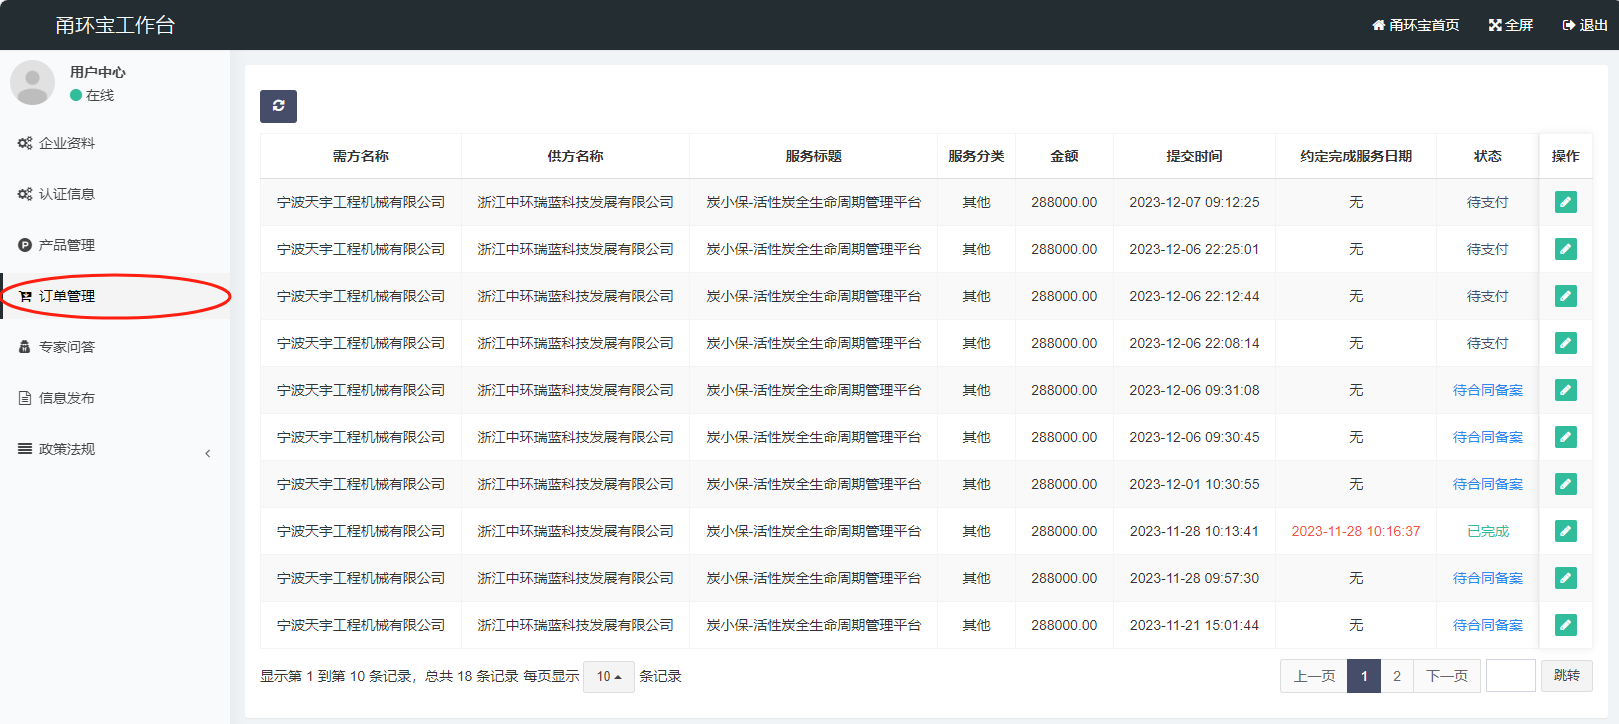 甬环宝工作台
甬环宝首页 全屏 退出
用户中心
在线
企业资料
认证信息
产品管理
订单管理
专家问答
信息发布
政策法规
需方名称 供方名称 服务标题 服务分类 金额 提交时间 约定完成服务日期 状态 操作
宁波天宇工程机械有限公司 浙江中环瑞蓝科技发展有限公司 炭小保-活性炭全生命周期管理平台 其他 288000.00 2023-12-07 09:12:25 无 待支付
宁波天宇工程机械有限公司 浙江中环瑞蓝科技发展有限公司 炭小保-活性炭全生命周期管理平台 其他 288000.00 2023-12-06 22:25:01 无 待支付
宁波天宇工程机械有限公司 浙江中环瑞蓝科技发展有限公司 炭小保-活性炭全生命周期管理平台 其他 288000.00 2023-12-06 22:12:44 无 待支付
宁波天宇工程机械有限公司 浙江中环瑞蓝科技发展有限公司 炭小保-活性炭全生命周期管理平台 其他 288000.00 2023-12-06 22:08:14 无 待支付
宁波天宇工程机械有限公司 浙江中环瑞蓝科技发展有限公司 炭小保-活性炭全生命周期管理平台 其他 288000.00 2023-12-06 09:31:08 无 待合同备案
宁波天宇工程机械有限公司 浙江中环瑞蓝科技发展有限公司 炭小保-活性炭全生命周期管理平台 其他 288000.00 2023-12-06 09:30:45 无 待合同备案
宁波天宇工程机械有限公司 浙江中环瑞蓝科技发展有限公司 炭小保-活性炭全生命周期管理平台 其他 288000.00 2023-12-01 10:30:55 无 待合同备案
宁波天宇工程机械有限公司 浙江中环瑞蓝科技发展有限公司 炭小保-活性炭全生命周期管理平台 其他 288000.00 2023-11-28 10:13:41 2023-11-28 10:16:37 已完成
宁波天宇工程机械有限公司 浙江中环瑞蓝科技发展有限公司 炭小保-活性炭全生命周期管理平台 其他 288000.00 2023-11-28 09:57:30 无 待合同备案
宁波天宇工程机械有限公司 浙江中环瑞蓝科技发展有限公司 炭小保-活性炭全生命周期管理平台 其他 288000.00 2023-11-21 15:01:44 无 待合同备案
显示第 1 到第 10 条记录，总共 18 条记录 每页显示 10 条记录 上一页 1 2 下一页 跳转